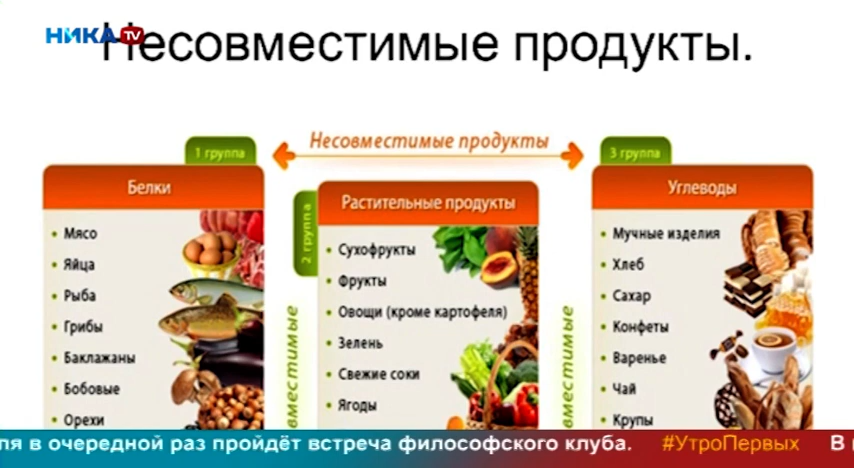 НИКА TV
Несовместимые продукты.
Несовместимые продукты
1 группа
3 группа
Белки
Углеводы
2 группа
Растительные продукты
Мясо
Яйца
Рыба
Грибы
Баклажаны
Бобовые
Орехи
Сухофрукты
Фрукты
Овощи (кроме картофеля)
Зелень
Свежие соки
Ягоды
Мучные изделия
Хлеб
Сахар
Конфеты
Варенье
Чай
Крупы
вместимые
вместимые
ля в очередной раз пройдёт встреча философского клуба. #УтроПервых В